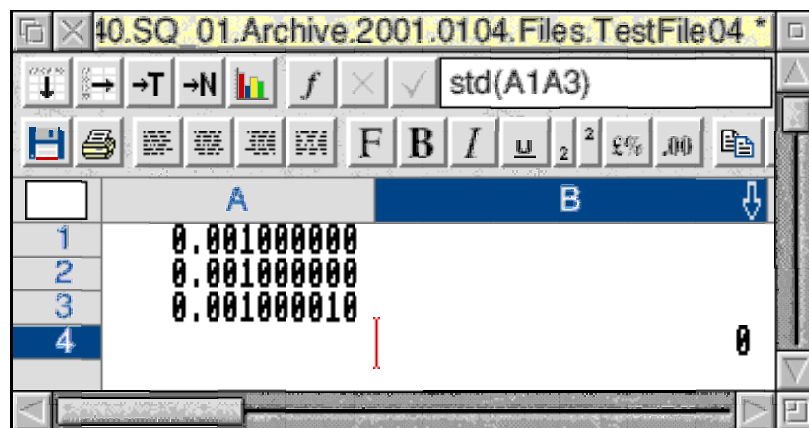 40.SQ_01.Archive.2001.0104.Files.TestFile04 *
→T →N f std(A1A3)
F B I u 2 2 £% .00
A B
1 0.001000000
2 0.001000000
3 0.001000010
4 0